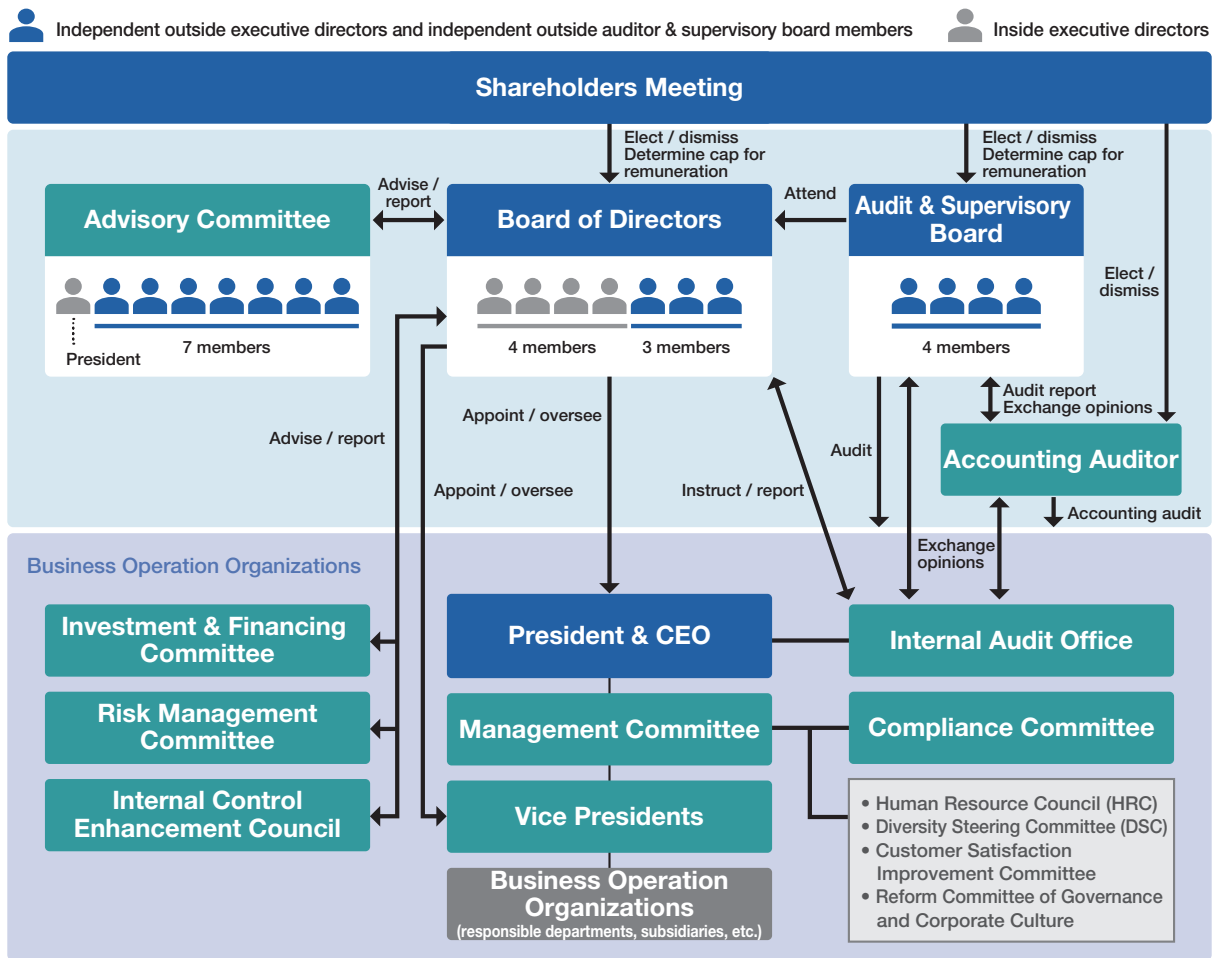 Independent outside executive directors and independent outside auditor & supervisory board members
Inside executive directors
Shareholders Meeting
Elect / dismiss
Determine cap for
remuneration
Elect / dismiss
Determine cap for
remuneration
Advisory Committee
Advise /
report
Board of Directors
Attend
Audit & Supervisory
Board
Elect /
dismiss
President
7 members
4 members
3 members
4 members
Advise / report
Appoint / oversee
Appoint / oversee
Instruct / report
Audit
Audit report
Exchange opinions
Accounting Auditor
Accounting audit
Exchange
opinions
Business Operation Organizations
Investment & Financing
Committee
President & CEO
Internal Audit Office
Risk Management
Committee
Management Committee
Compliance Committee
Internal Control
Enhancement Council
Vice Presidents
• Human Resource Council (HRC)
• Diversity Steering Committee (DSC)
• Customer Satisfaction
Improvement Committee
• Reform Committee of Governance
and Corporate Culture
Business Operation
Organizations
(responsible departments, subsidiaries, etc.)